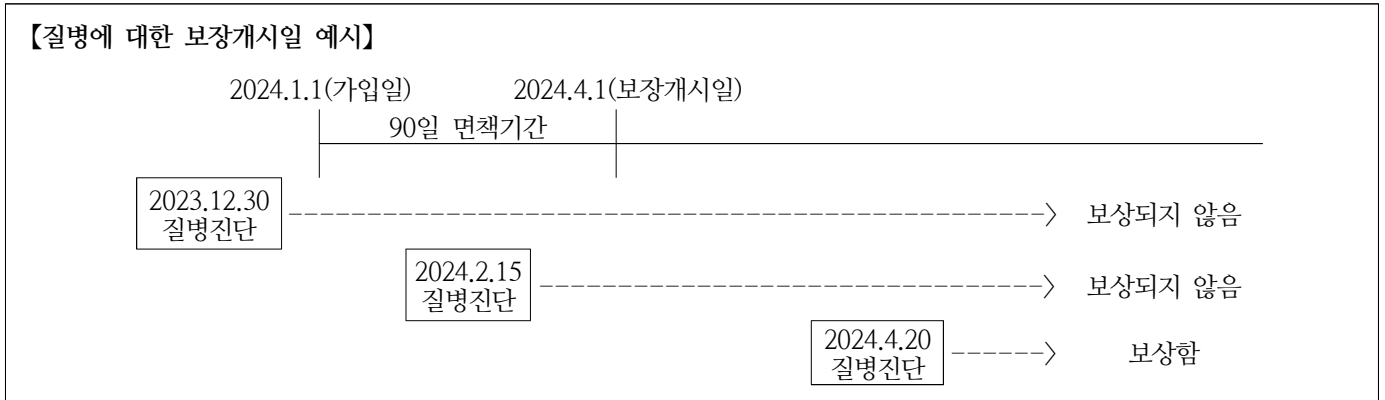 【질병에 대한 보장개시일 예시】
2024.1.1(가입일) 2024.4.1(보장개시일)
90일 면책기간
2023.12.30
질병진단
보상되지 않음
2024.2.15
질병진단
보상되지 않음
2024.4.20
질병진단
보상함